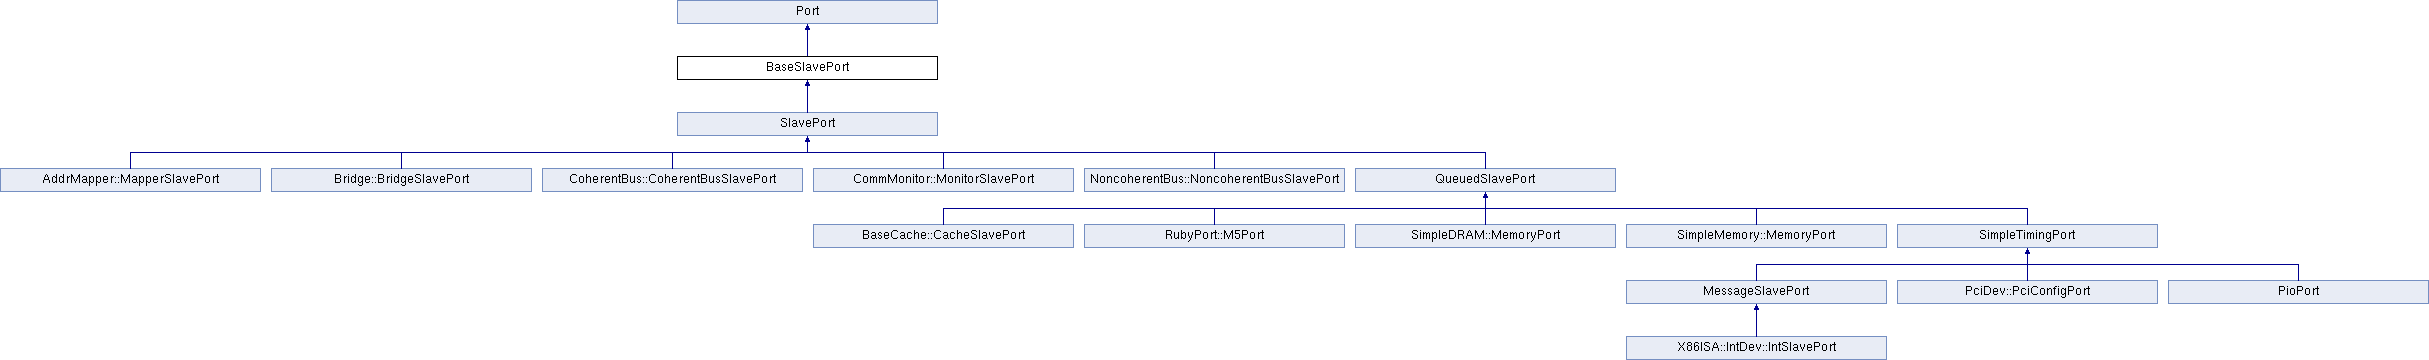 Port
BaseSlavePort
SlavePort
AddrMapper::MapperSlavePort
Bridge::BridgeSlavePort
CoherentBus::CoherentBusSlavePort
CommMonitor::MonitorSlavePort
NoncoherentBus::NoncoherentBusSlavePort
QueuedSlavePort
BaseCache::CacheSlavePort
RubyPort::M5Port
SimpleDRAM::MemoryPort
SimpleMemory::MemoryPort
SimpleTimingPort
MessageSlavePort
PciDev::PciConfigPort
PioPort
X86ISA::IntDev::IntSlavePort